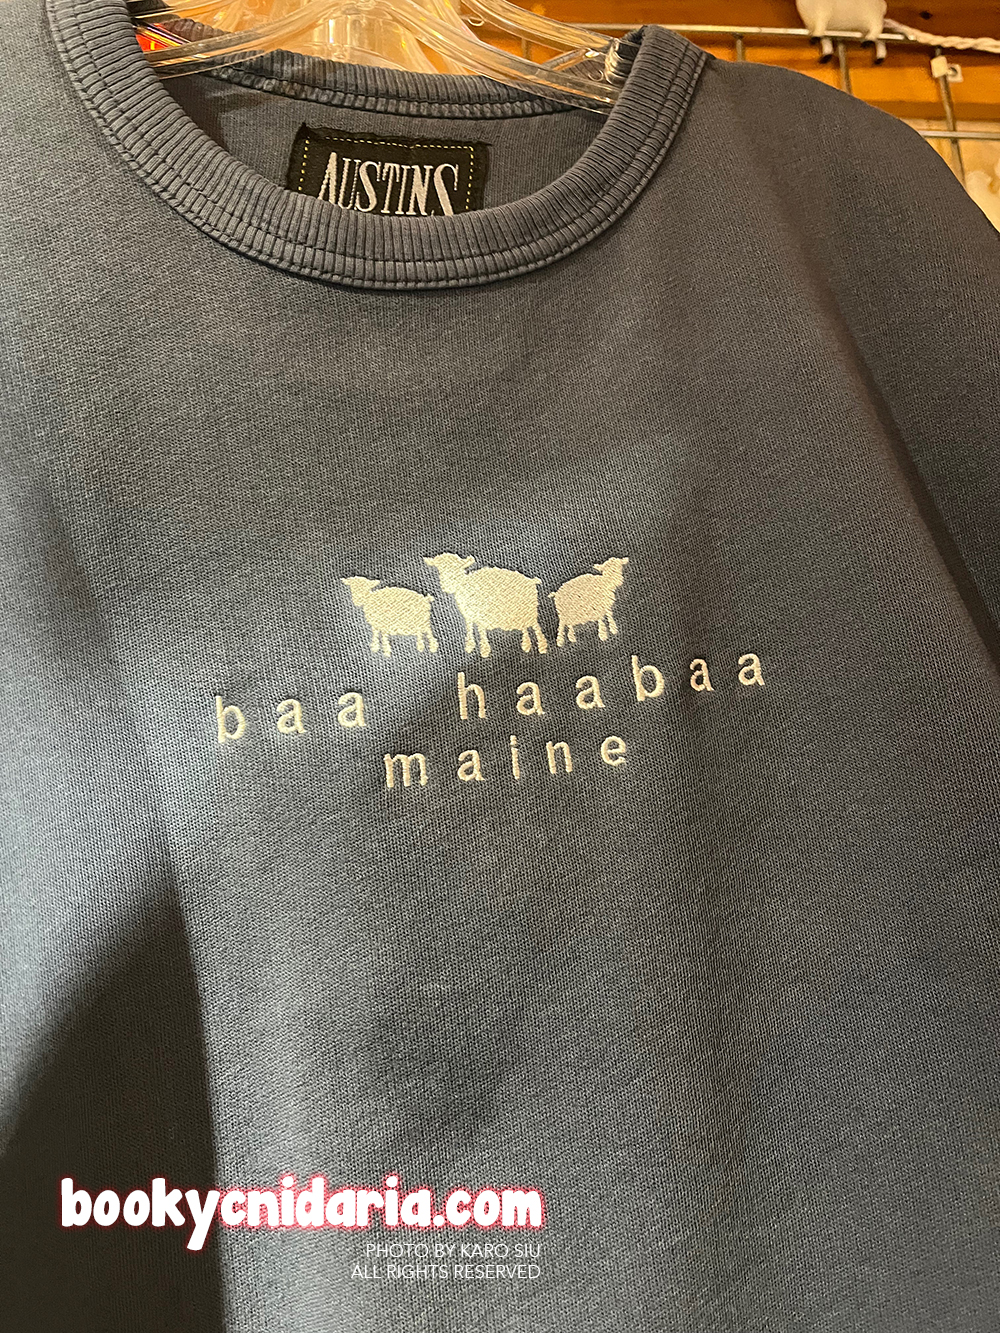 AUSTINS
baa haabaa
maine
bookycnidaria.com
PHOTO BY KARO SIU
ALL RIGHTS RESERVED